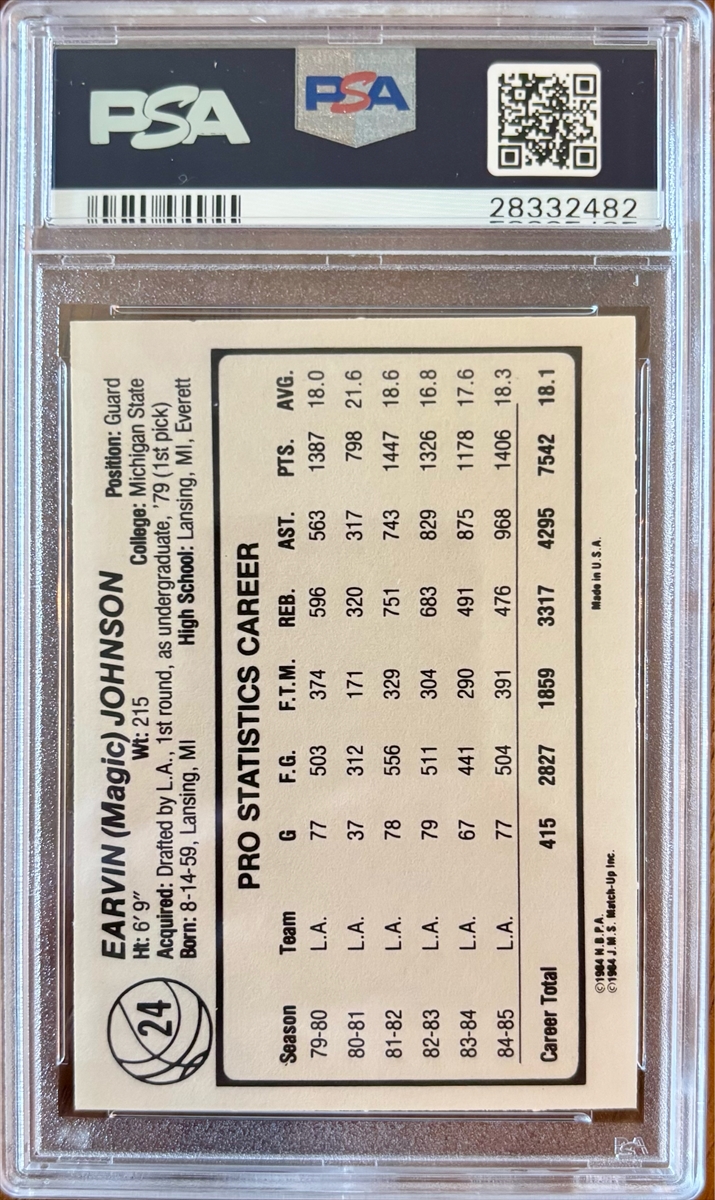 PSA
PSA
28332482
24
EARVIN (Magic) JOHNSON
Ht: 6' 9" Wt: 215 Position: Guard
Acquired: Drafted by L.A., 1st round, as undergraduate, '79 (1st pick) College: Michigan State
Born: 8-14-59, Lansing, MI High School: Lansing, MI, Everett
PRO STATISTICS CAREER
Season Team G F.G. F.T.M. REB. AST. PTS. AVG.
79-80 L.A. 77 503 374 596 563 1387 18.0
80-81 L.A. 37 312 171 320 317 798 21.6
81-82 L.A. 78 556 329 751 743 1447 18.6
82-83 L.A. 79 511 304 683 829 1326 16.8
83-84 L.A. 67 441 290 491 875 1178 17.6
84-85 L.A. 77 504 391 476 968 1406 18.3
Career Total 415 2827 1859 3317 4295 7542 18.1
©1984 N.B.P.A. Made in U.S.A.
©1984 J.M.S. Match-Up Inc.